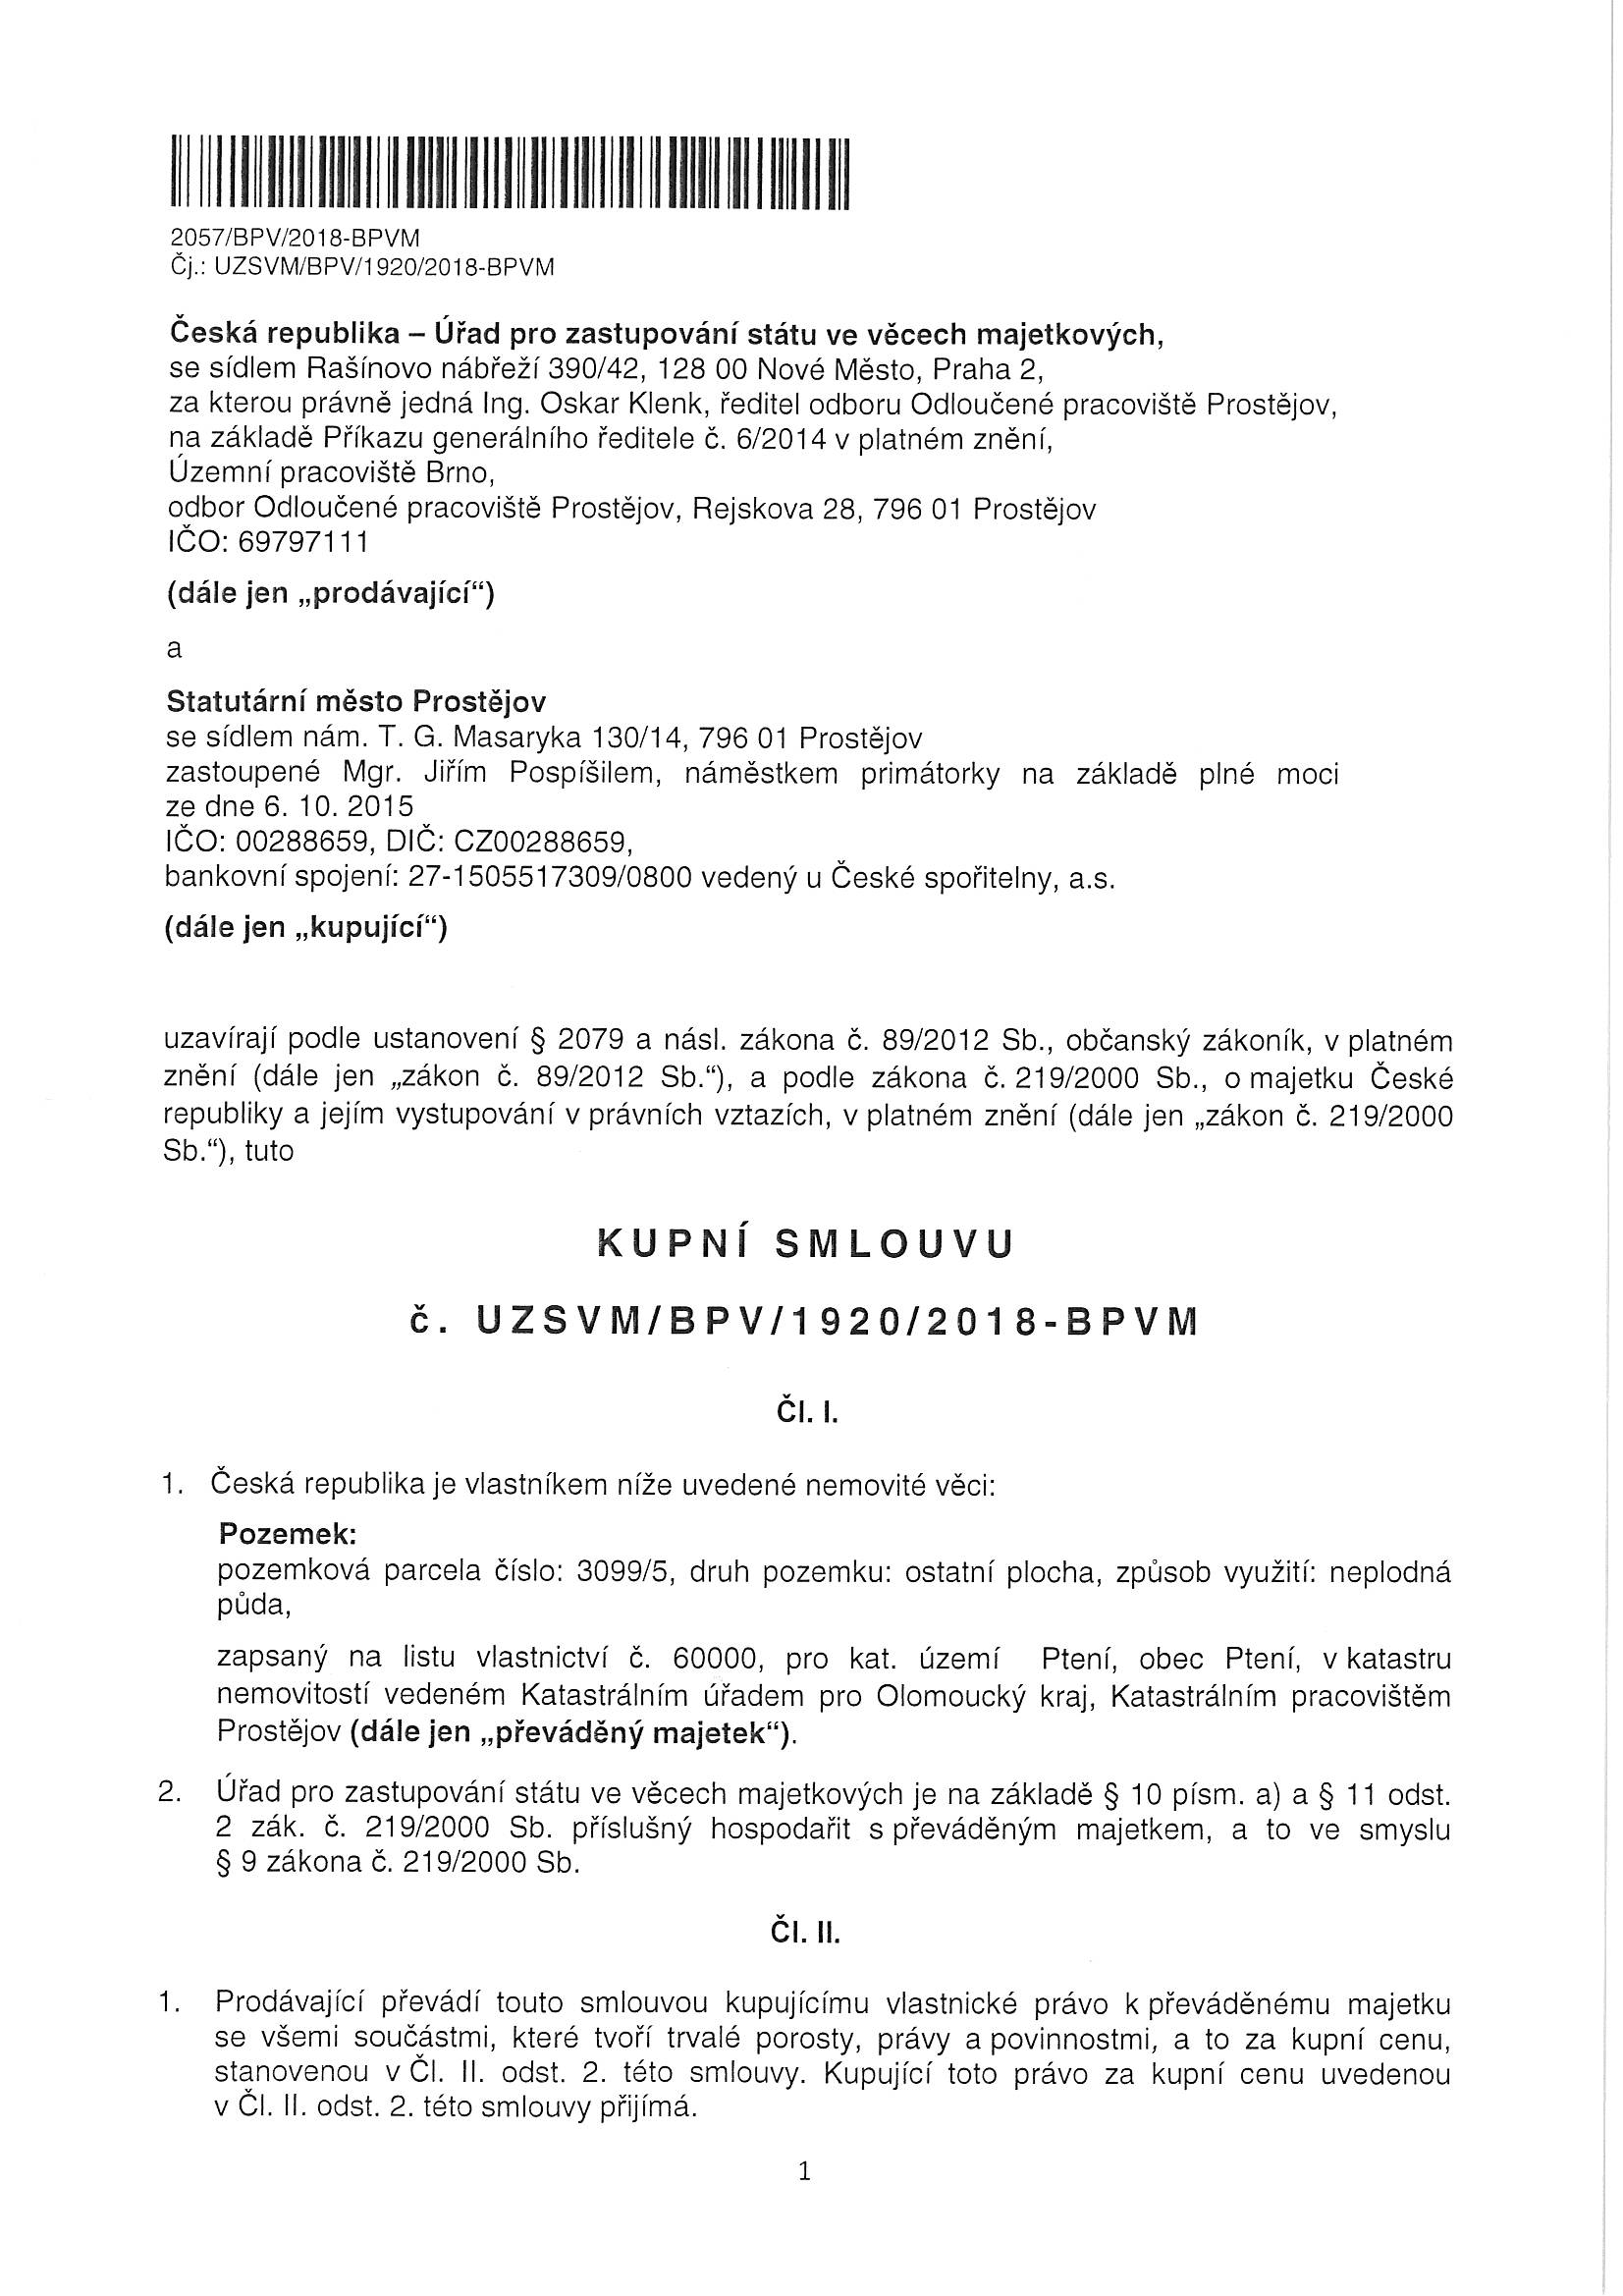 2057/BPV/2018-BPVM
Čj.: UZSVM/BPV/1920/2018-BPVM
Česká republika – Úřad pro zastupování státu ve věcech majetkových,
se sídlem Rašínovo nábřeží 390/42, 128 00 Nové Město, Praha 2,
za kterou právně jedná Ing. Oskar Klenk, ředitel odboru Odloučené pracoviště Prostějov,
na základě Příkazu generálního ředitele č. 6/2014 v platném znění,
Územní pracoviště Brno,
odbor Odloučené pracoviště Prostějov, Rejskova 28, 796 01 Prostějov
IČO: 69797111
(dále jen „prodávající“)
a
Statutární město Prostějov
se sídlem nám. T. G. Masaryka 130/14, 796 01 Prostějov
zastoupené Mgr. Jiřím Pospíšilem, náměstkem primátorky na základě plné moci
ze dne 6. 10. 2015
IČO: 00288659, DIČ: CZ00288659,
bankovní spojení: 27-1505517309/0800 vedený u České spořitelny, a.s.
(dále jen „kupující“)
uzavírají podle ustanovení § 2079 a násl. zákona č. 89/2012 Sb., občanský zákoník, v platném
znění (dále jen „zákon č. 89/2012 Sb.“), a podle zákona č. 219/2000 Sb., o majetku České
republiky a jejím vystupování v právních vztazích, v platném znění (dále jen „zákon č. 219/2000
Sb.“), tuto
KUPNÍ SMLOUVU
č. UZSVM/BPV/1920/2018-BPVM
Čl. I.
1. Česká republika je vlastníkem níže uvedené nemovité věci:
Pozemek:
pozemková parcela číslo: 3099/5, druh pozemku: ostatní plocha, způsob využití: neplodná
půda,
zapsaný na listu vlastnictví č. 60000, pro kat. území Ptení, obec Ptení, v katastru
nemovitostí vedeném Katastrálním úřadem pro Olomoucký kraj, Katastrálním pracovištěm
Prostějov (dále jen „převáděný majetek“).
2. Úřad pro zastupování státu ve věcech majetkových je na základě § 10 písm. a) a § 11 odst.
2 zák. č. 219/2000 Sb. příslušný hospodařit s převáděným majetkem, a to ve smyslu
§ 9 zákona č. 219/2000 Sb.
Čl. II.
1. Prodávající převádí touto smlouvou kupujícímu vlastnické právo k převáděnému majetku
se všemi součástmi, které tvoří trvalé porosty, právy a povinnostmi, a to za kupní cenu,
stanovenou v Čl. II. odst. 2. této smlouvy. Kupující toto právo za kupní cenu uvedenou
v Čl. II. odst. 2. této smlouvy přijímá.
1